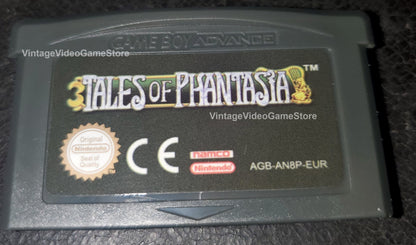 GAME BOY ADVANCE
VintageVideoGameStore
TALES OF PHANTASIA™
VintageVideoGameStore
Original
Nintendo
Seal of
Quality
CE
namco
Nintendo
AGB-AN8P-EUR